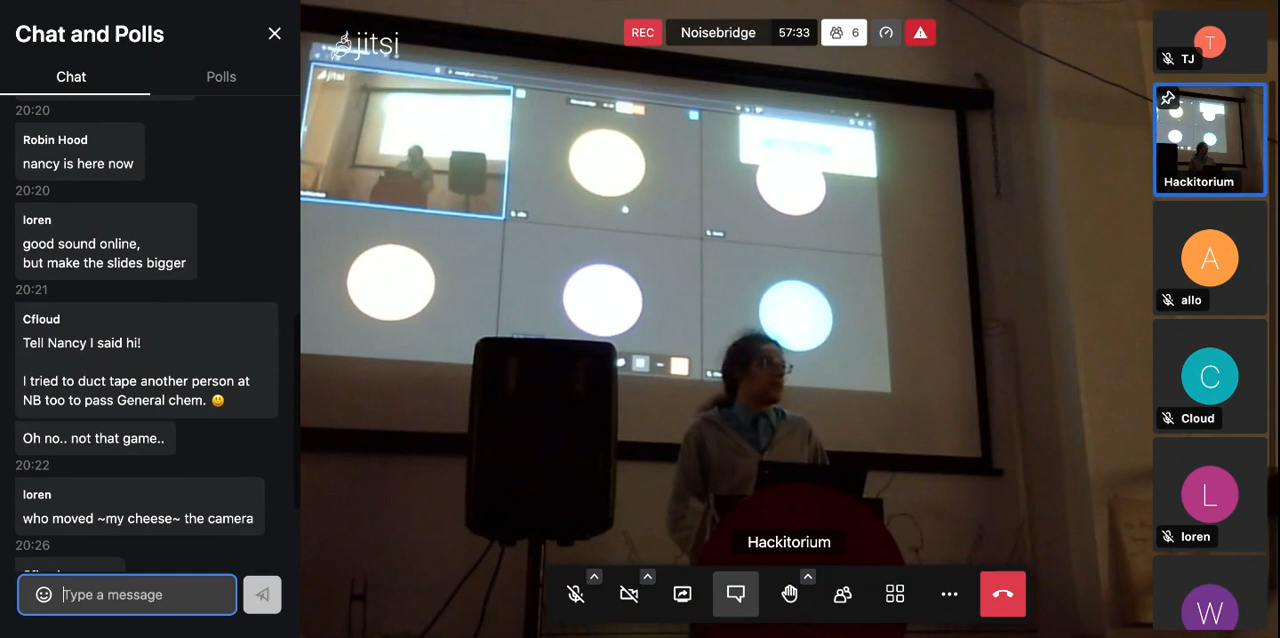 Chat and Polls
Chat
Polls
20:20
Robin Hood
nancy is here now
20:20
loren
good sound online,
but make the slides bigger
20:21
Cfloud
Tell Nancy I said hi!
I tried to duct tape another person at
NB too to pass General chem. 😃
Oh no.. not that game..
20:22
loren
who moved ~my cheese~ the camera
20:26
Type a message
jitsi
REC
Noisebridge
57:33
6
jitsi
Hackitorium
T
TJ
Hackitorium
A
allo
C
Cloud
L
loren
W